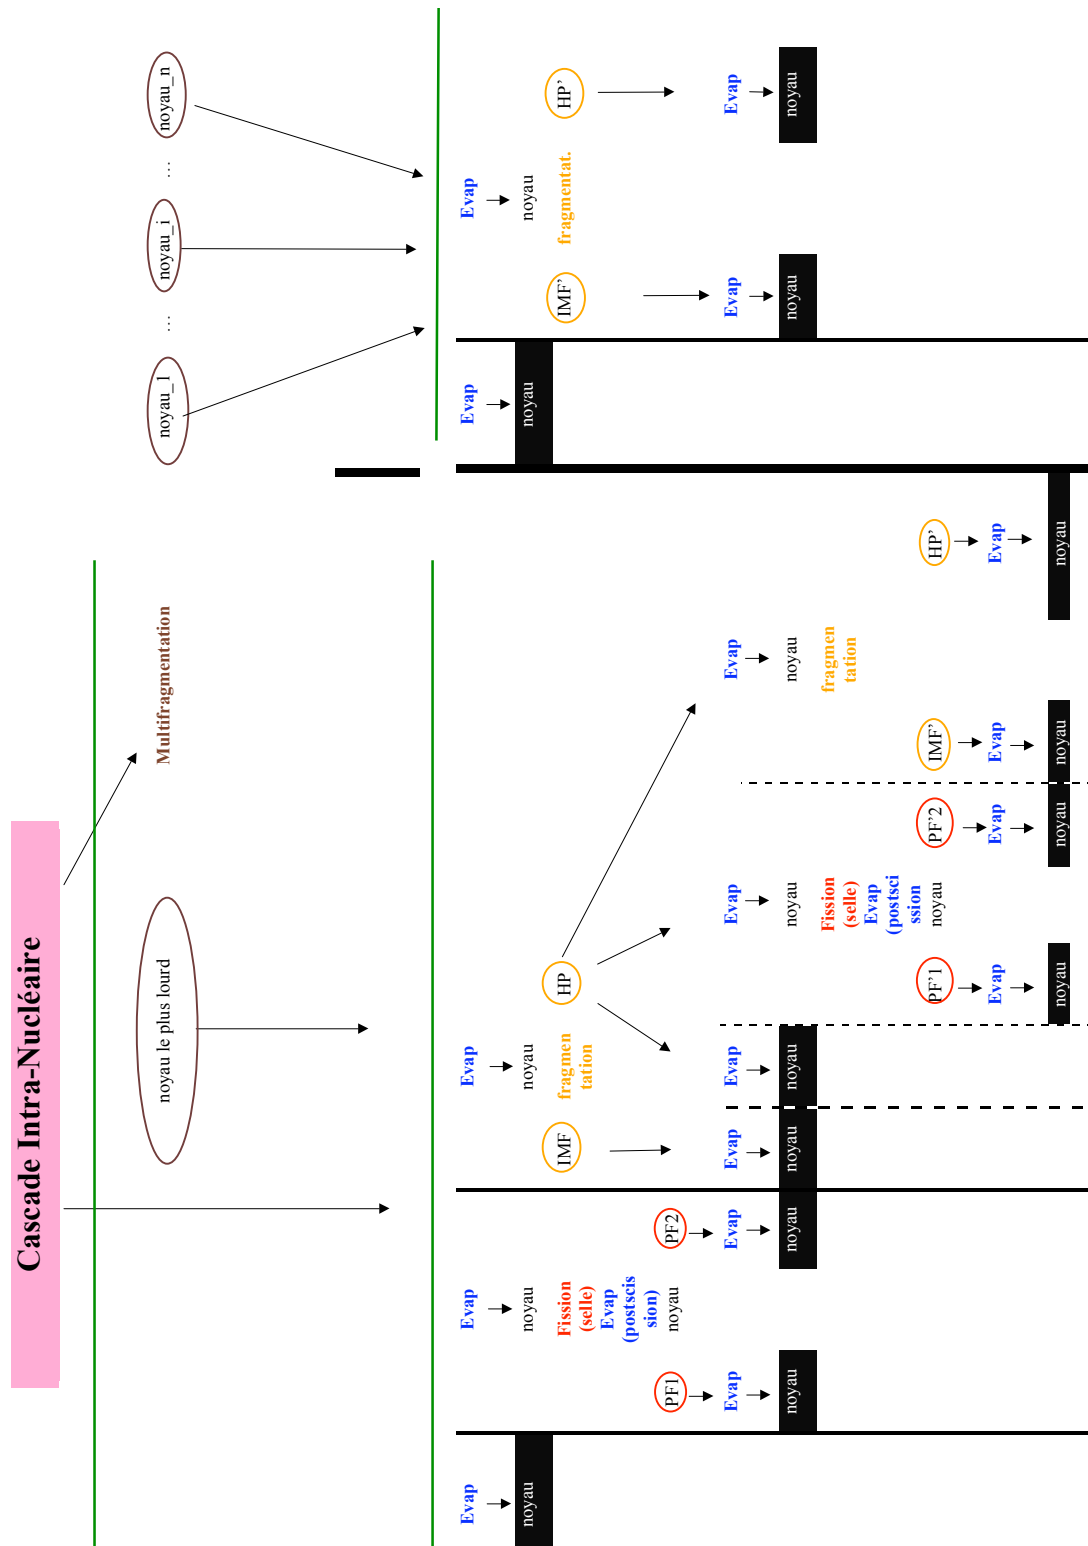 Cascade Intra-Nucléaire
noyau le plus lourd
Multifragmentation
noyau_1
…
noyau_i
…
noyau_n
Evap
Evap
Evap
Evap
Evap
noyau
noyau
noyau
noyau
noyau
Fission
(selle)
Evap
(postscis
sion)
noyau
IMF
fragmen
tation
HP
IMF’
fragmentat.
HP’
PF1
PF2
Evap
Evap
Evap
Evap
Evap
Evap
Evap
Evap
noyau
noyau
noyau
noyau
noyau
noyau
noyau
noyau
Fission
(selle)
Evap
(postsci
ssion
noyau
fragmen
tation
PF’1
PF’2
IMF’
HP’
Evap
Evap
Evap
Evap
noyau
noyau
noyau
noyau